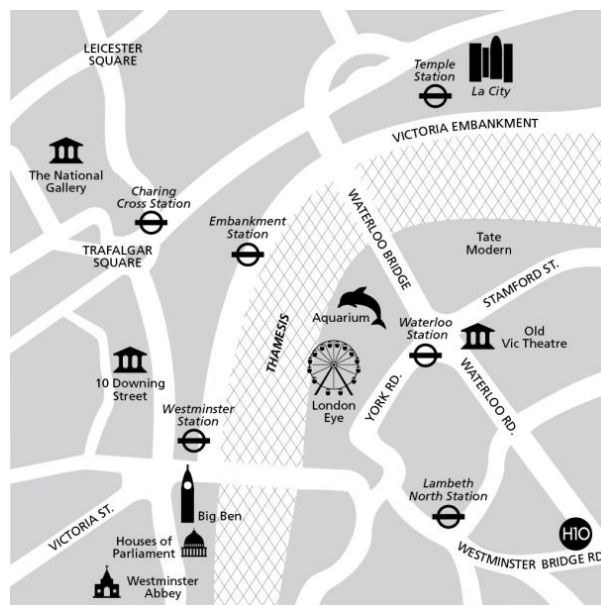 LEICESTER
SQUARE
Temple
Station
La City
VICTORIA EMBANKMENT
The National
Gallery
Charing
Cross Station
Embankment
Station
TRAFALGAR
SQUARE
WATERLOO BRIDGE
Tate
Modern
STAMFORD ST.
THAMESIS
Aquarium
Waterloo
Station
Old
Vic Theatre
10 Downing
Street
London
Eye
YORK RD.
WATERLOO RD.
Westminster
Station
Lambeth
North Station
VICTORIA ST.
Big Ben
H10
Houses of
Parliament
WESTMINSTER BRIDGE RD
Westminster
Abbey